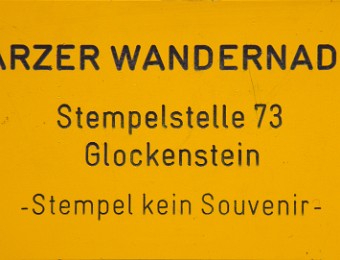 ARZER WANDERNAD
Stempelstelle 73
Glockenstein
-Stempel kein Souvenir-